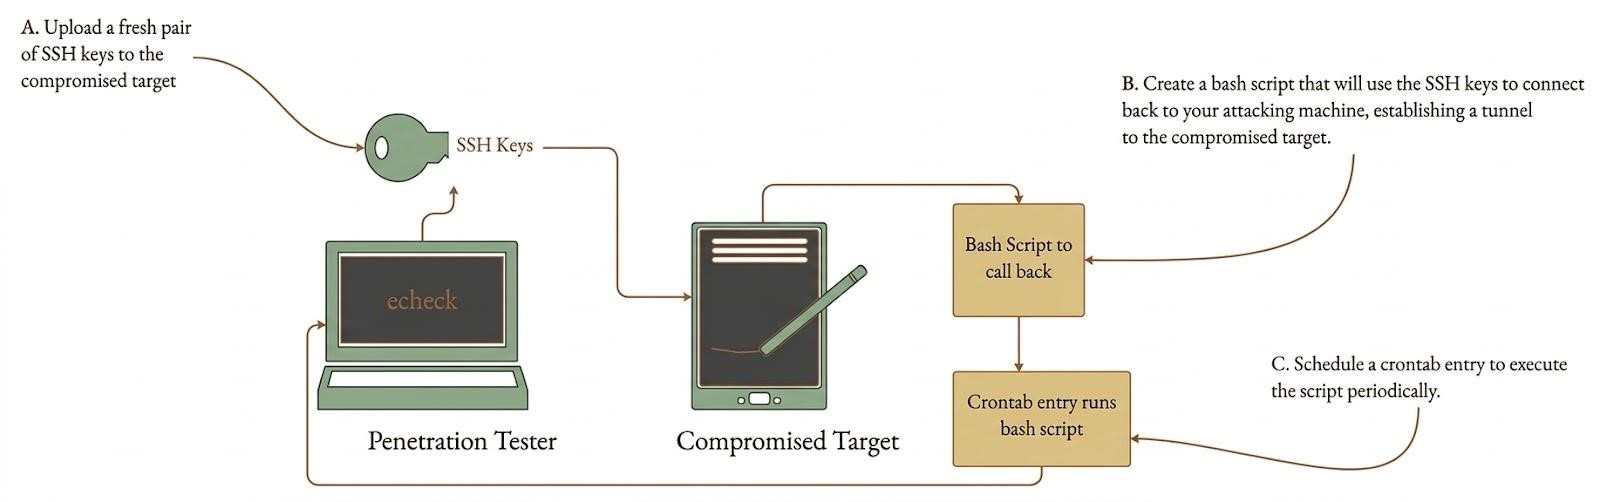 A. Upload a fresh pair
of SSH keys to the
compromised target
B. Create a bash script that will use the SSH keys to connect
back to your attacking machine, establishing a tunnel
to the compromised target.
SSH Keys
echeck
Bash Script to
call back
C. Schedule a crontab entry to execute
the script periodically.
Crontab entry runs
bash script
Penetration Tester
Compromised Target